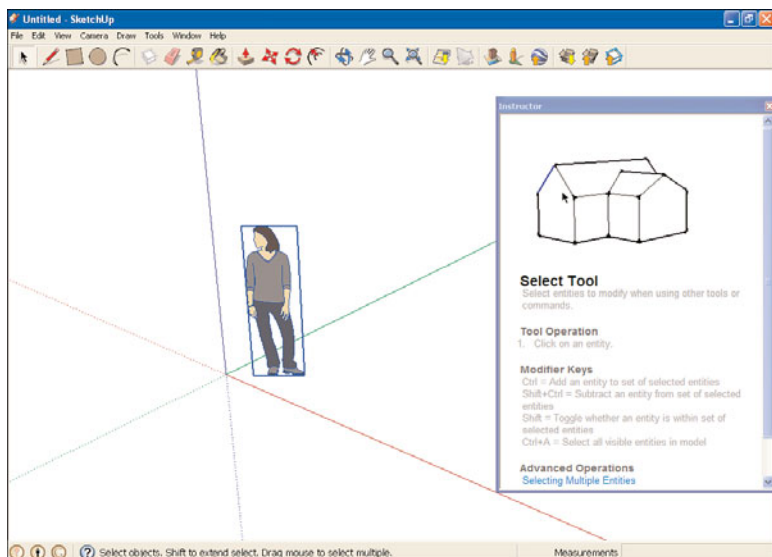 Untitled - SketchUp
File Edit View Camera Draw Tools Window Help
Instructor
Select Tool
Select entities to modify when using other tools or
commands.
Tool Operation
1. Click on an entity.
Modifier Keys
Ctrl = Add an entity to set of selected entities
Shift+Ctrl = Subtract an entity from set of selected
entities
Shift = Toggle whether an entity is within set of
selected entities
Ctrl+A = Select all visible entities in model
Advanced Operations
Selecting Multiple Entities
Select objects. Shift to extend select. Drag mouse to select multiple.
Measurements